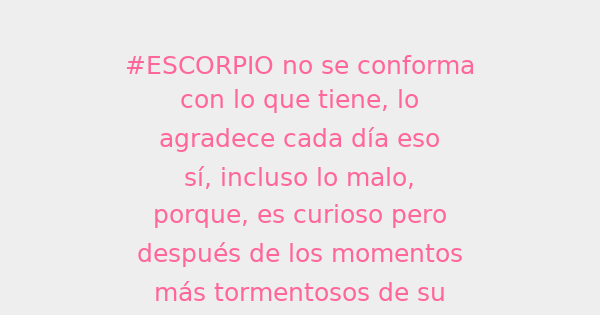 #ESCORPIO no se conforma
con lo que tiene, lo
agradece cada día eso
sí, incluso lo malo,
porque, es curioso pero
después de los momentos
más tormentosos de su